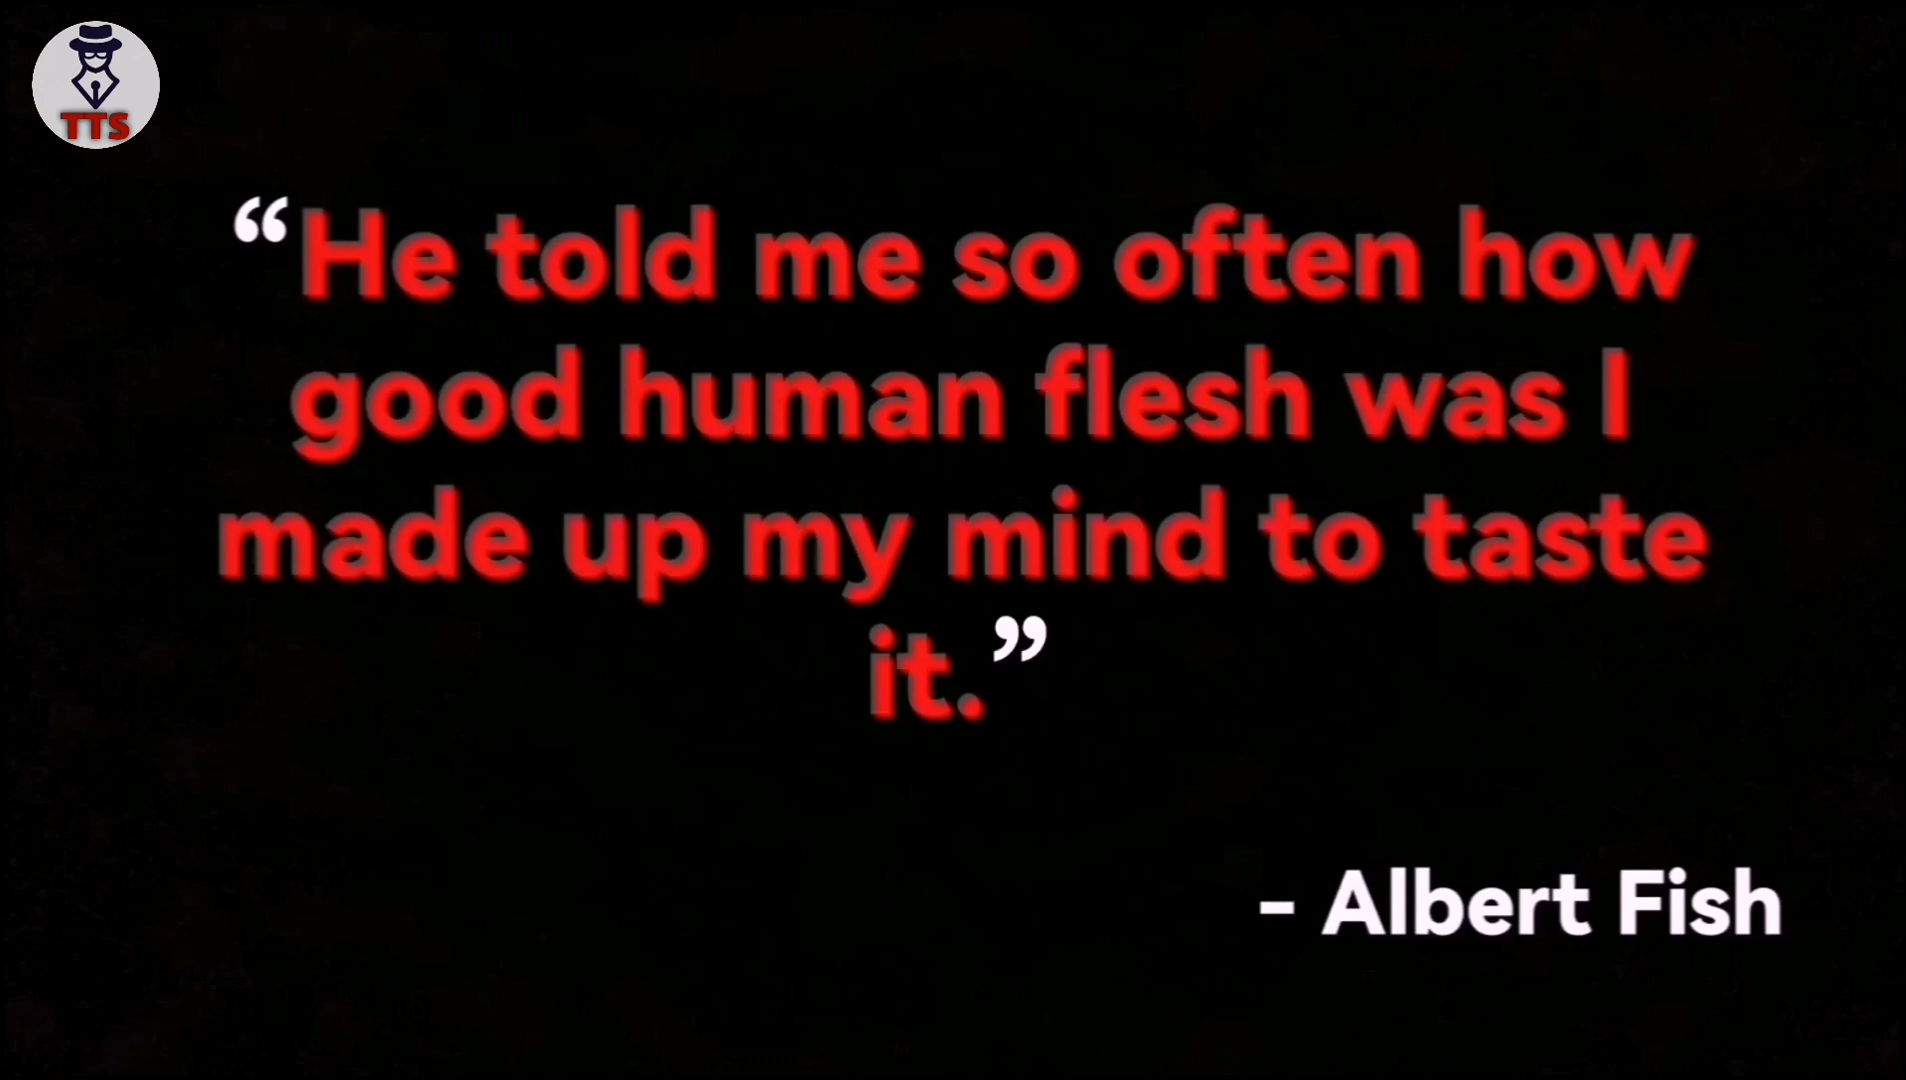 TTS
“He told me so often how
good human flesh was I
made up my mind to taste
it.”
- Albert Fish